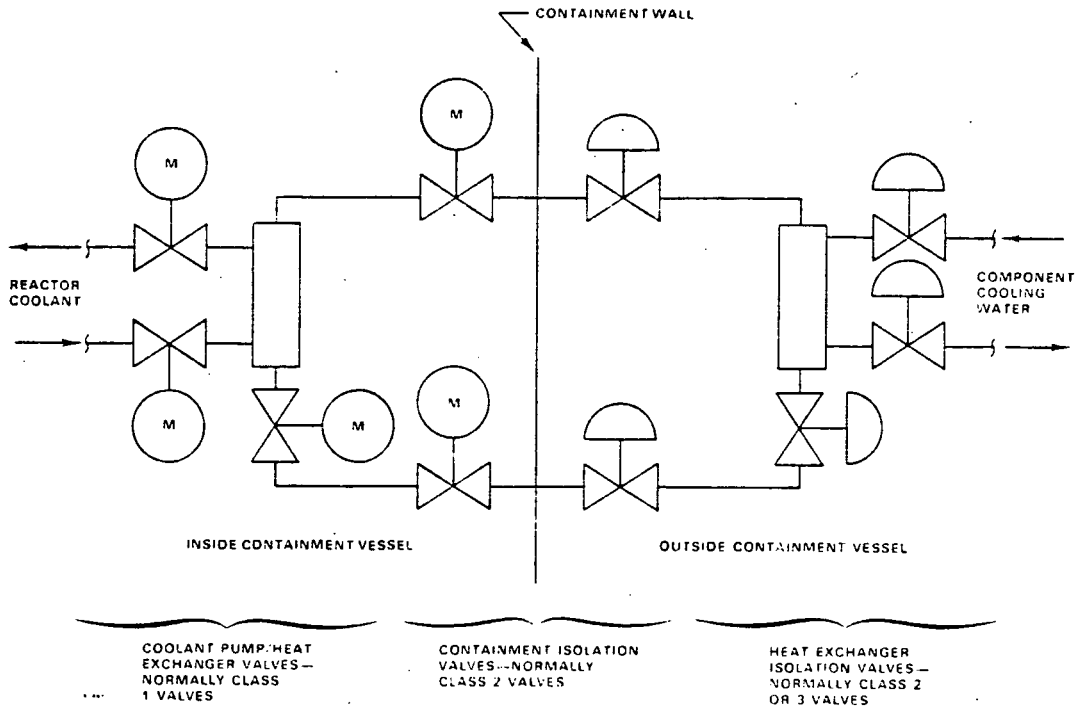 CONTAINMENT WALL
M
M
REACTOR
COOLANT
COMPONENT
COOLING
WATER
M
M
M
INSIDE CONTAINMENT VESSEL
OUTSIDE CONTAINMENT VESSEL
COOLANT PUMP/HEAT
EXCHANGER VALVES—
NORMALLY CLASS
1 VALVES
CONTAINMENT ISOLATION
VALVES—NORMALLY
CLASS 2 VALVES
HEAT EXCHANGER
ISOLATION VALVES—
NORMALLY CLASS 2
OR 3 VALVES